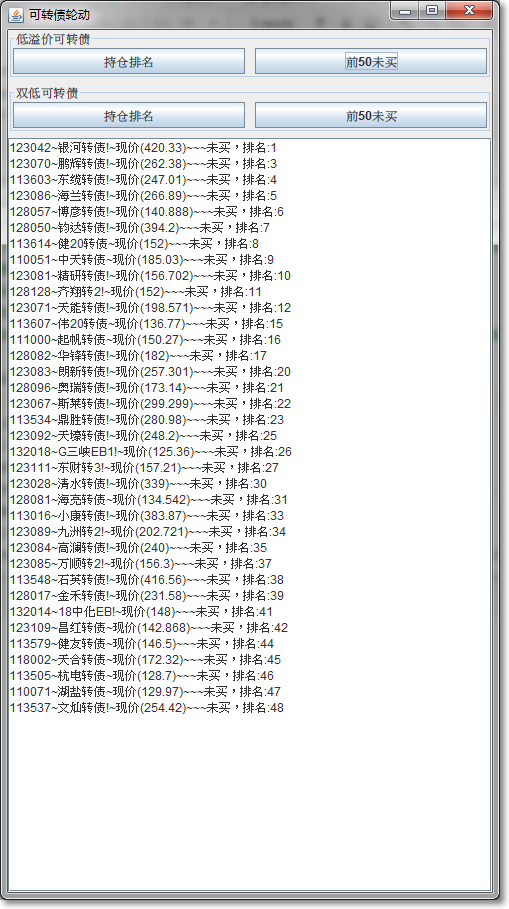 可转债轮动
低溢价可转债
持仓排名 前50未买
双低可转债
持仓排名 前50未买
123042~银河转债!~现价(420.33)~~~未买，排名:1
123070~鹏辉转债!~现价(262.38)~~~未买，排名:3
113603~东缆转债!~现价(247.01)~~~未买，排名:4
123086~海兰转债!~现价(266.89)~~~未买，排名:5
128057~博彦转债!~现价(140.888)~~~未买，排名:6
128050~钧达转债!~现价(394.2)~~~未买，排名:7
113614~健20转债~现价(152)~~~未买，排名:8
110051~中天转债~现价(185.03)~~~未买，排名:9
123081~精研转债!~现价(156.702)~~~未买，排名:10
128128~齐翔转2!~现价(152)~~~未买，排名:11
123071~天能转债!~现价(198.571)~~~未买，排名:12
113607~伟20转债~现价(136.77)~~~未买，排名:15
111000~起帆转债~现价(150.27)~~~未买，排名:16
128082~华锋转债!~现价(182)~~~未买，排名:17
123083~朗新转债!~现价(257.301)~~~未买，排名:20
128096~奥瑞转债~现价(173.14)~~~未买，排名:21
123067~斯莱转债!~现价(299.299)~~~未买，排名:22
113534~鼎胜转债!~现价(280.98)~~~未买，排名:23
123092~天壕转债!~现价(248.2)~~~未买，排名:25
132018~G三峡EB1!~现价(125.36)~~~未买，排名:26
123111~东财转3!~现价(157.21)~~~未买，排名:27
123028~清水转债!~现价(339)~~~未买，排名:30
128081~海亮转债!~现价(134.542)~~~未买，排名:31
113016~小康转债!~现价(383.87)~~~未买，排名:33
123089~九洲转2!~现价(202.721)~~~未买，排名:34
123084~高澜转债!~现价(240)~~~未买，排名:35
123085~万顺转2!~现价(156.3)~~~未买，排名:37
113548~石英转债!~现价(416.56)~~~未买，排名:38
128017~金禾转债!~现价(231.58)~~~未买，排名:39
132014~18中化EB!~现价(148)~~~未买，排名:41
123109~昌红转债~现价(142.868)~~~未买，排名:42
113579~健友转债~现价(146.5)~~~未买，排名:44
118002~天合转债~现价(172.32)~~~未买，排名:45
113505~杭电转债~现价(128.7)~~~未买，排名:46
110071~湖盐转债~现价(129.97)~~~未买，排名:47
113537~文灿转债!~现价(254.42)~~~未买，排名:48